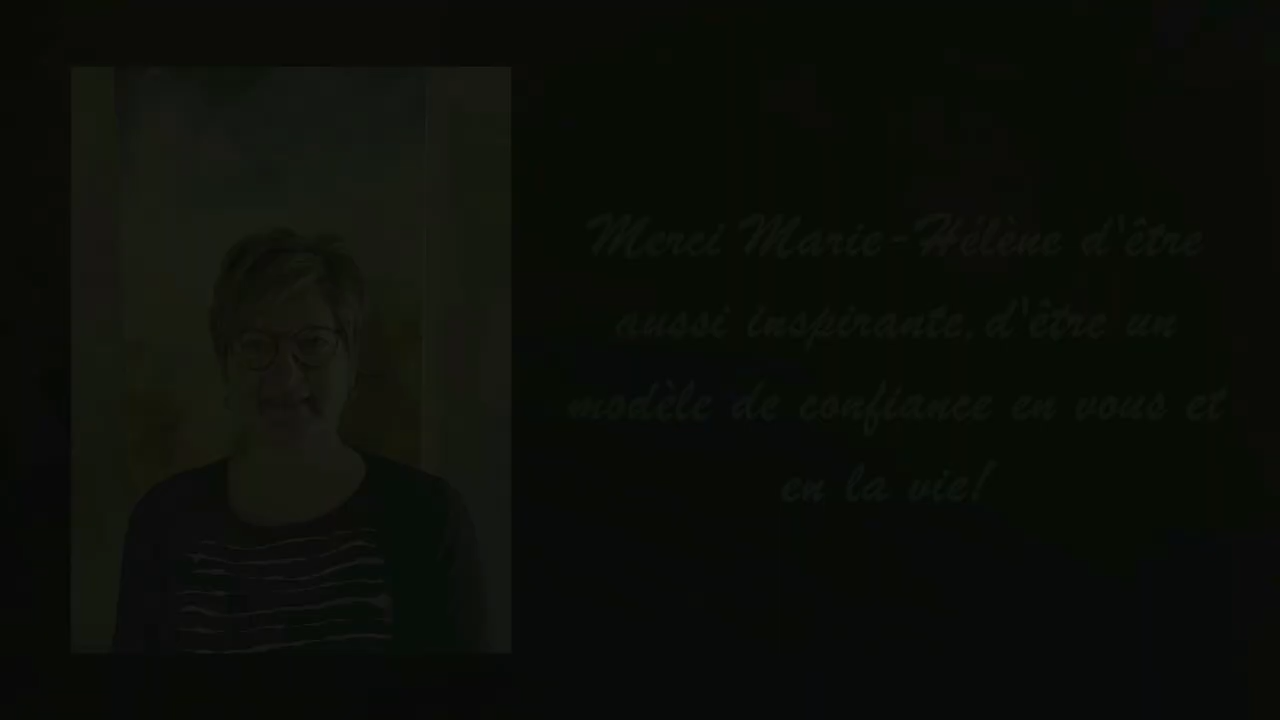 Merci Marie-Hélène d'être
aussi inspirante, d'être un
modèle de confiance en vous et
en la vie!